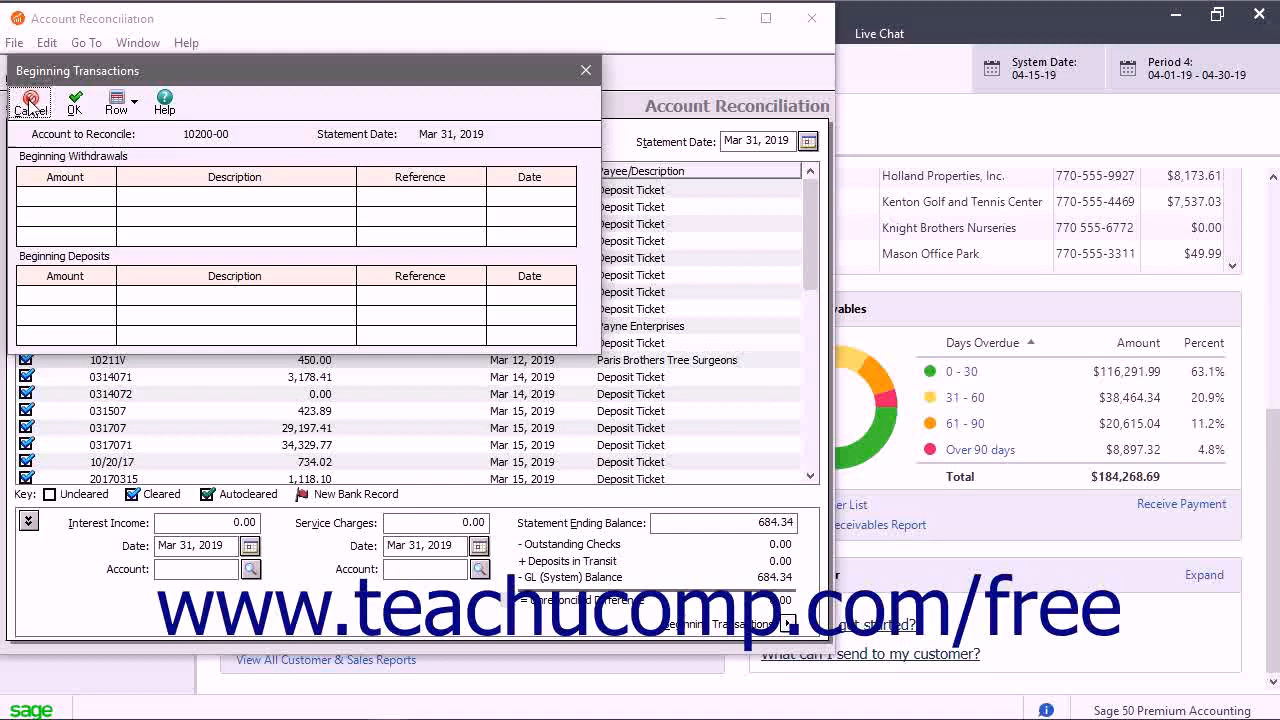 Account Reconciliation
File Edit Go To Window Help
Live Chat
System Date:
04-15-19
Period 4:
04-01-19 - 04-30-19
Beginning Transactions
Cancel OK Row Help
Account to Reconcile: 10200-00 Statement Date: Mar 31, 2019
Beginning Withdrawals
Amount Description Reference Date
Beginning Deposits
Amount Description Reference Date
Account Reconciliation
Statement Date: Mar 31, 2019
Payee/Description
Deposit Ticket
Deposit Ticket
Deposit Ticket
Deposit Ticket
Deposit Ticket
Deposit Ticket
Deposit Ticket
Deposit Ticket
Payne Enterprises
Deposit Ticket
10211V 450.00 Mar 12, 2019 Paris Brothers Tree Surgeons
0314071 3,178.41 Mar 14, 2019 Deposit Ticket
0314072 0.00 Mar 14, 2019 Deposit Ticket
031507 423.89 Mar 15, 2019 Deposit Ticket
031707 29,197.41 Mar 15, 2019 Deposit Ticket
0317071 34,329.77 Mar 15, 2019 Deposit Ticket
10/20/17 734.02 Mar 15, 2019 Deposit Ticket
20170315 1,118.10 Mar 15, 2019 Deposit Ticket
Key: Uncleared Cleared Autocleared New Bank Record
Interest Income: 0.00 Service Charges: 0.00 Statement Ending Balance: 684.34
Date: Mar 31, 2019 Date: Mar 31, 2019 - Outstanding Checks 0.00
+ Deposits in Transit 0.00
Account: Account: - GL (System) Balance 684.34
= Unreconciled Difference 0.00
Beginning Transactions
Holland Properties, Inc. 770-555-9927 $8,173.61
Kenton Golf and Tennis Center 770-555-4469 $7,537.03
Knight Brothers Nurseries 770 555-6772 $0.00
Mason Office Park 770-555-3311 $49.99
vables
Days Overdue Amount Percent
0 - 30 $116,291.99 63.1%
31 - 60 $38,464.34 20.9%
61 - 90 $20,615.04 11.2%
Over 90 days $8,897.32 4.8%
Total $184,268.69
er List Receive Payment
eceivables Report
r Expand
got started?
What can I send to my customer?
www.teachucomp.com/free
View All Customer & Sales Reports
sage
Sage 50 Premium Accounting